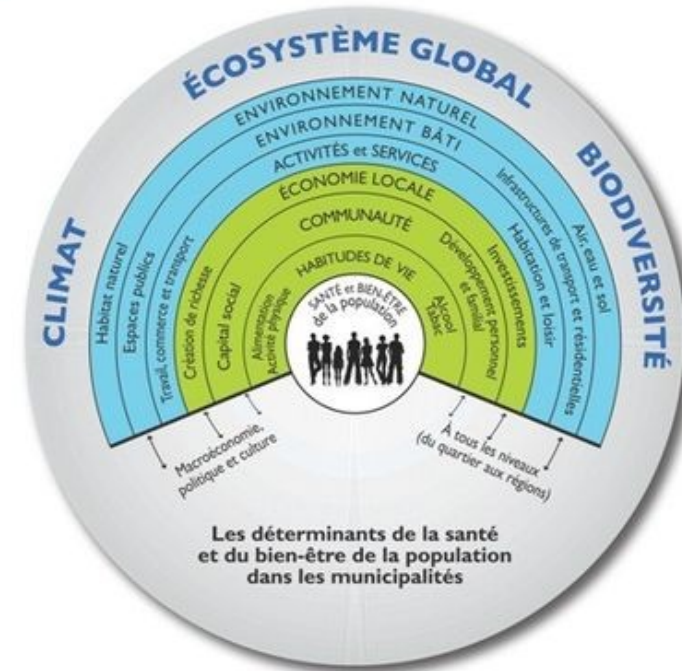 ÉCOSYSTÈME GLOBAL
CLIMAT
BIODIVERSITÉ
ENVIRONNEMENT NATUREL
Habitat naturel
Air, eau et sol
ENVIRONNEMENT BÂTI
Espaces publics
Infrastructures de transport et résidentielles
ACTIVITÉS et SERVICES
Travail, commerce et transport
Habitation et loisir
ÉCONOMIE LOCALE
Création de richesse
Investissements
COMMUNAUTÉ
Capital social
Développement personnel
et familial
HABITUDES DE VIE
Alimentation
Activité physique
Alcool
Tabac
SANTÉ et BIEN-ÊTRE
de la population
Macroéconomie,
politique et culture
À tous les niveaux
(du quartier aux régions)
Les déterminants de la santé
et du bien-être de la population
dans les municipalités